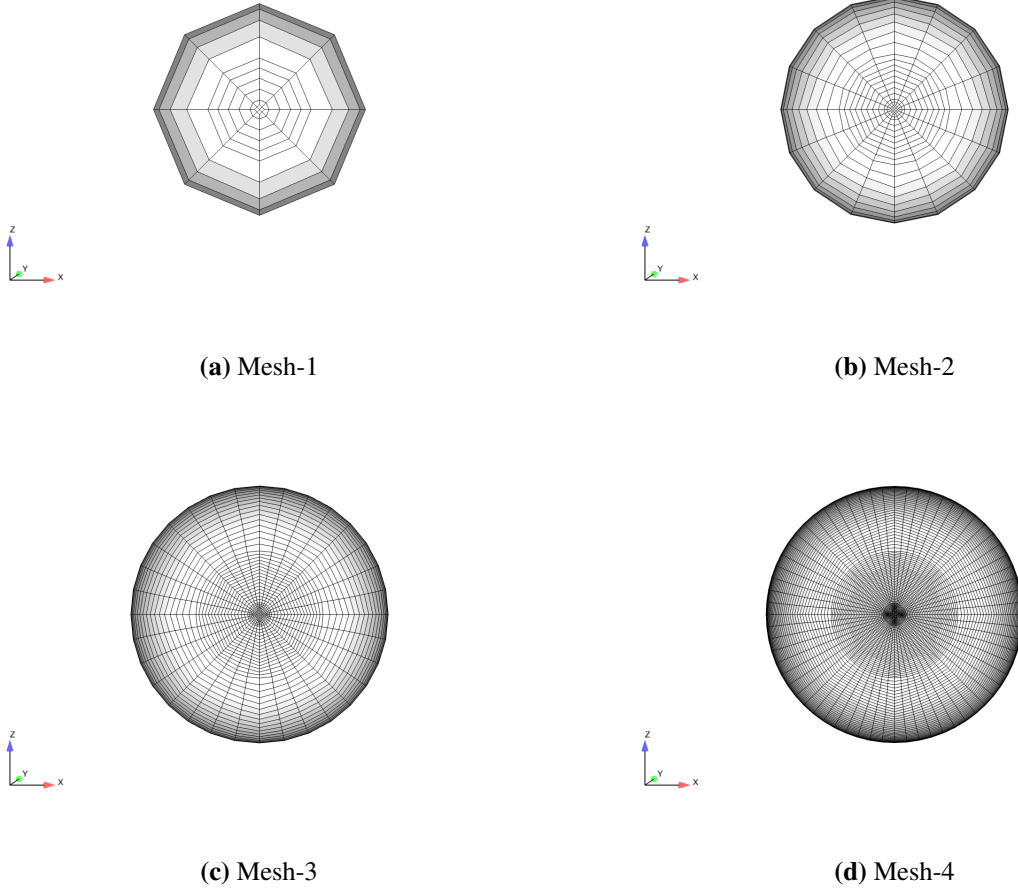 Z
Y
X
Z
Y
X
(a) Mesh-1
(b) Mesh-2
Z
Y
X
Z
Y
X
(c) Mesh-3
(d) Mesh-4